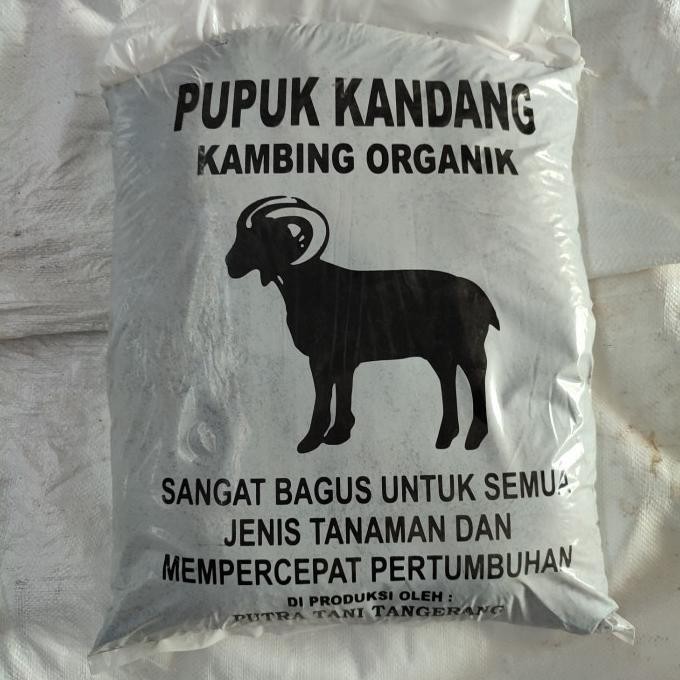 PUPUK KANDANG
KAMBING ORGANIK
SANGAT BAGUS UNTUK SEMUA
JENIS TANAMAN DAN
MEMPERCEPAT PERTUMBUHAN
DI PRODUKSI OLEH :
PUTRA TANI TANGERANG